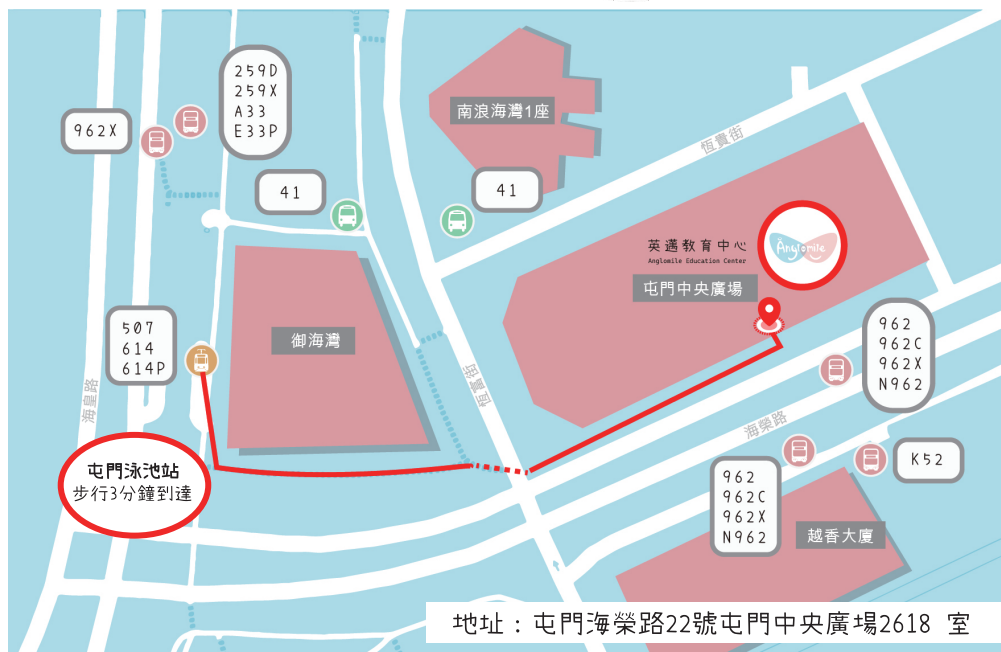 259D
259X
A33
E33P
962X
41
41
南浪海灣1座
恆貴街
英邁教育中心
Anglomile Education Center
Anglomile
屯門中央廣場
御海灣
507
614
614P
962
962C
962X
N962
海皇路
恆富街
海榮路
屯門泳池站
步行3分鐘到達
K52
962
962C
962X
N962
越香大廈
地址：屯門海榮路22號屯門中央廣場2618 室